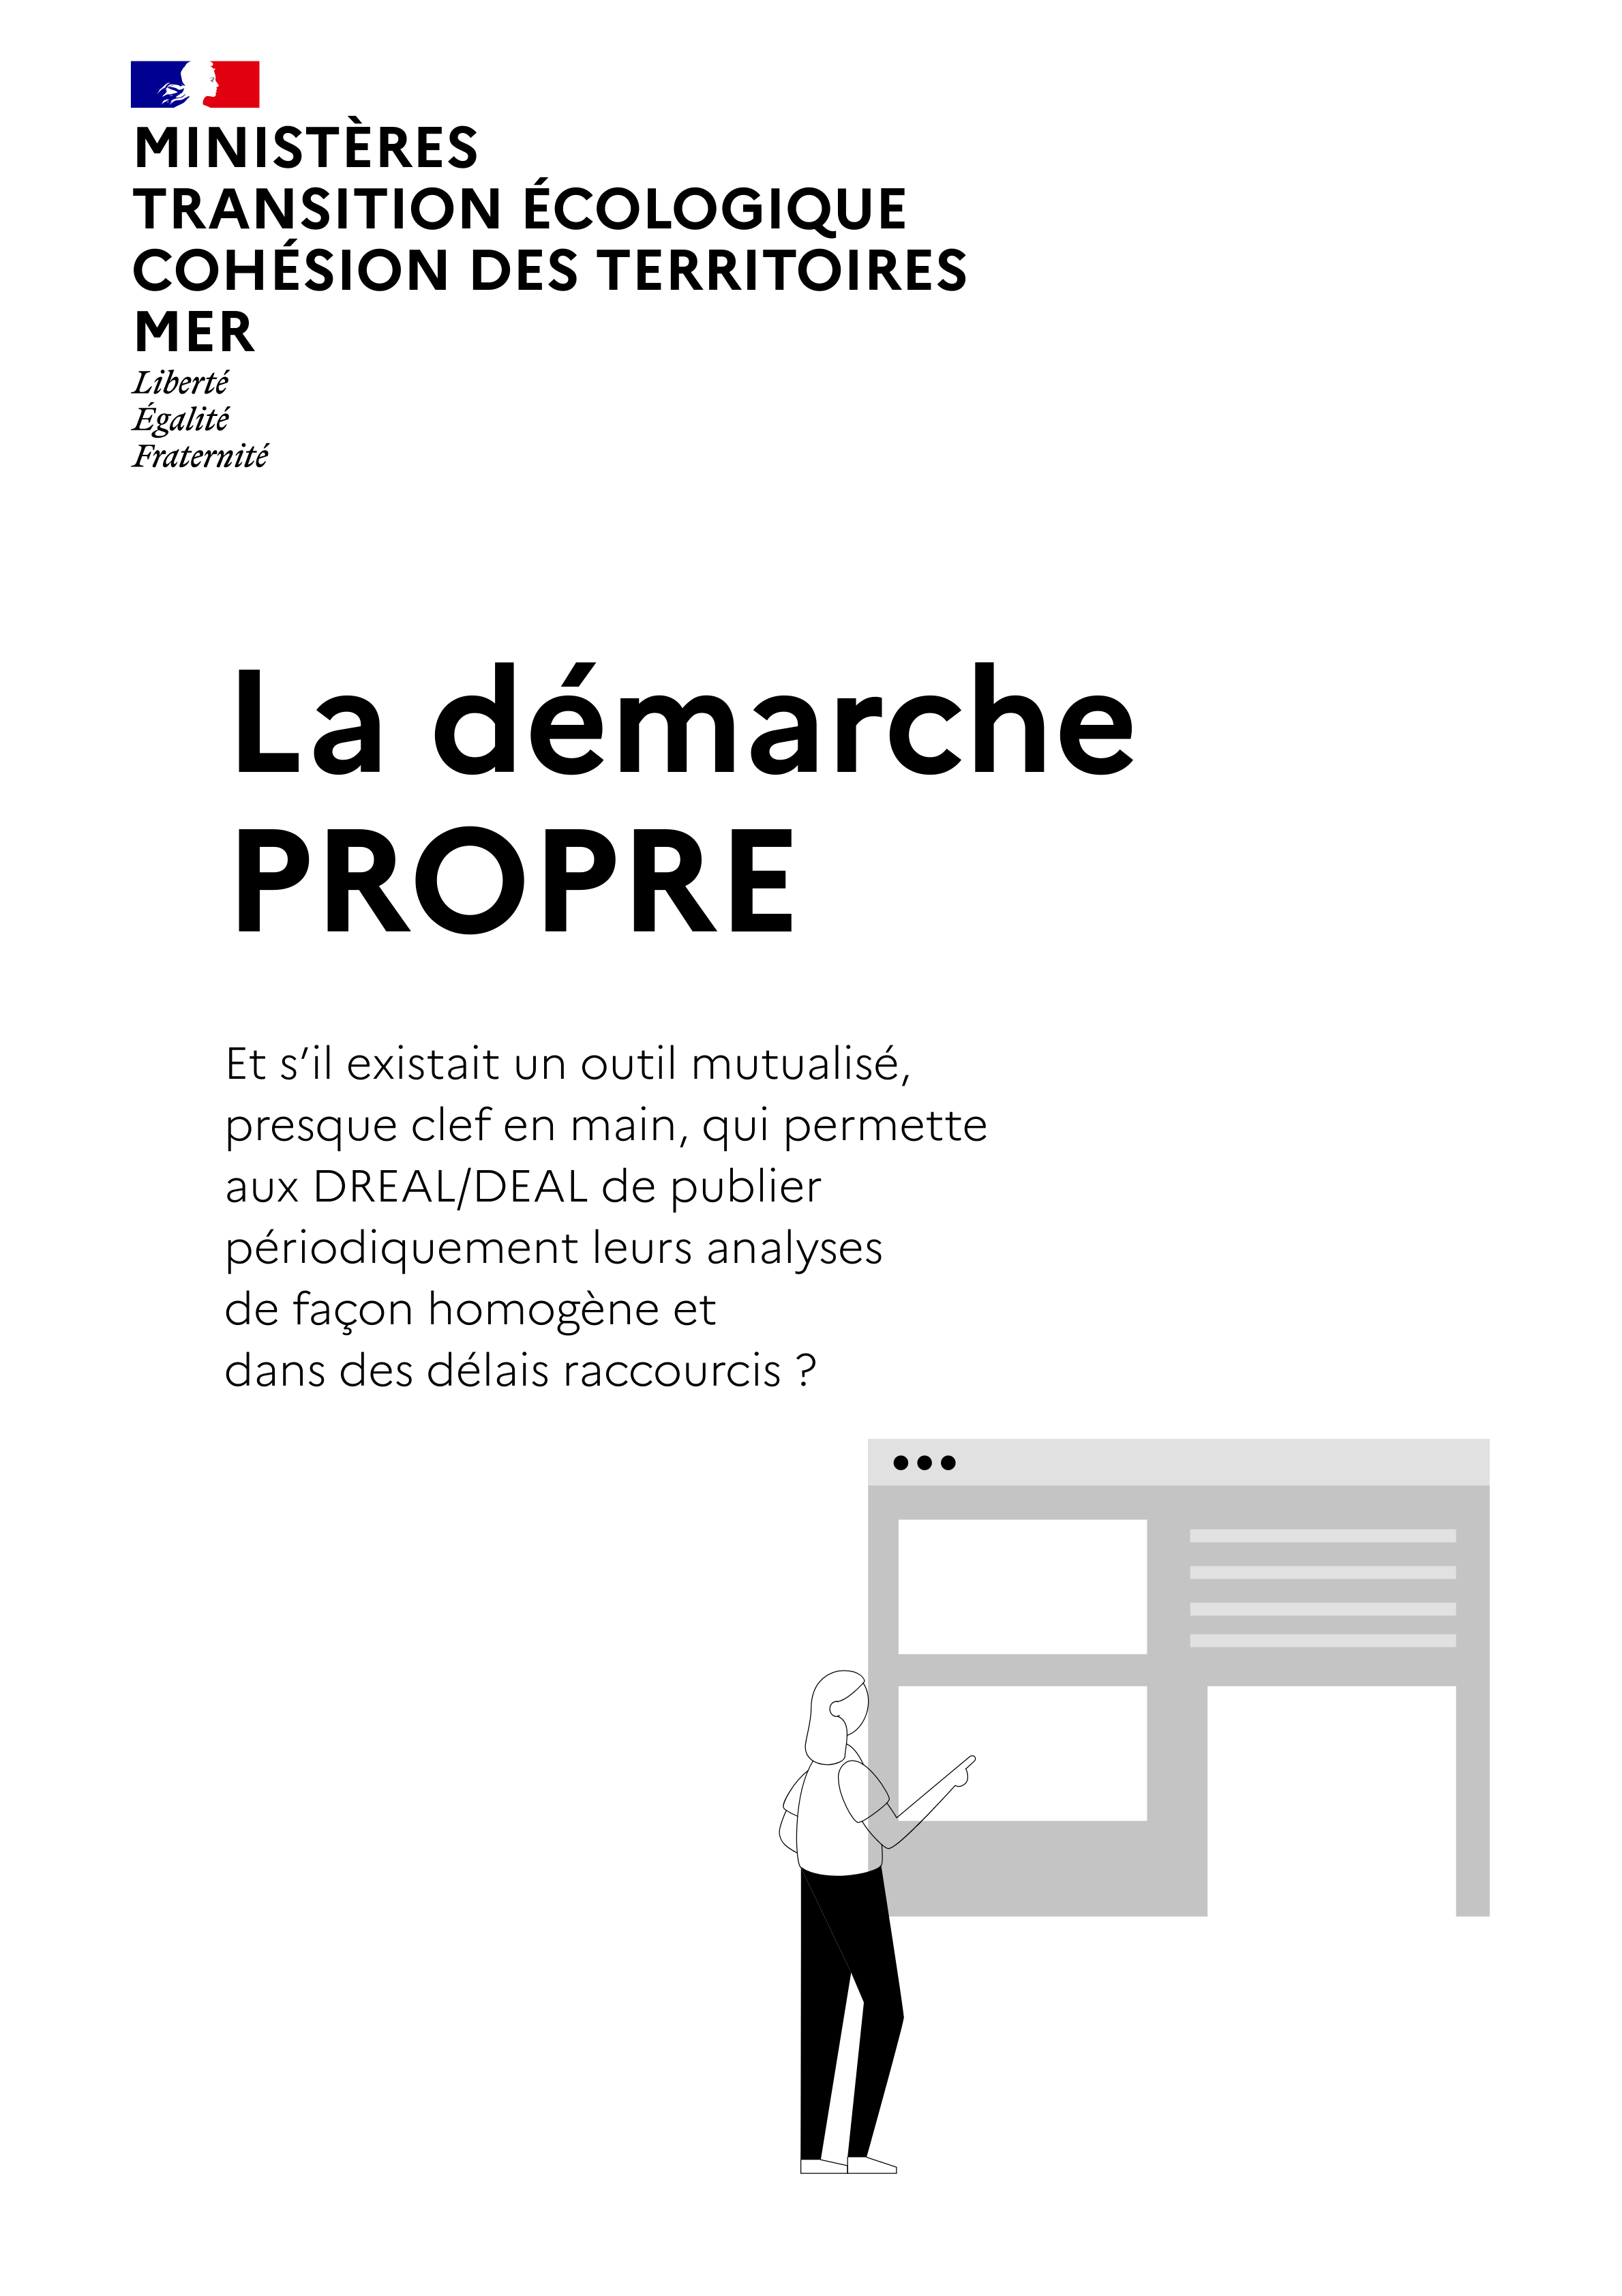 MINISTÈRES
TRANSITION ÉCOLOGIQUE
COHÉSION DES TERRITOIRES
MER
Liberté
Égalité
Fraternité
La démarche
PROPRE
Et s’il existait un outil mutualisé,
presque clef en main, qui permette
aux DREAL/DEAL de publier
périodiquement leurs analyses
de façon homogène et
dans des délais raccourcis ?